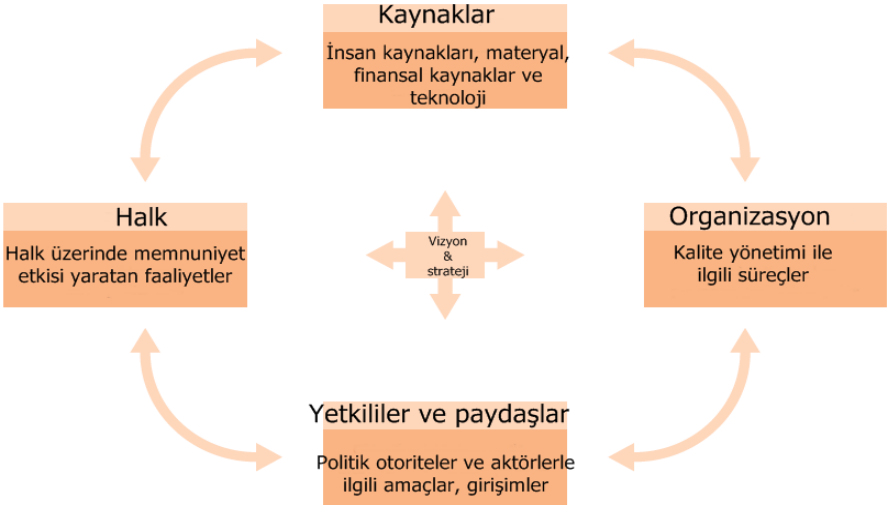 Kaynaklar
İnsan kaynakları, materyal,
finansal kaynaklar ve
teknoloji
Halk
Halk üzerinde memnuniyet
etkisi yaratan faaliyetler
Vizyon
&
strateji
Organizasyon
Kalite yönetimi ile
ilgili süreçler
Yetkililer ve paydaşlar
Politik otoriteler ve aktörlerle
ilgili amaçlar, girişimler